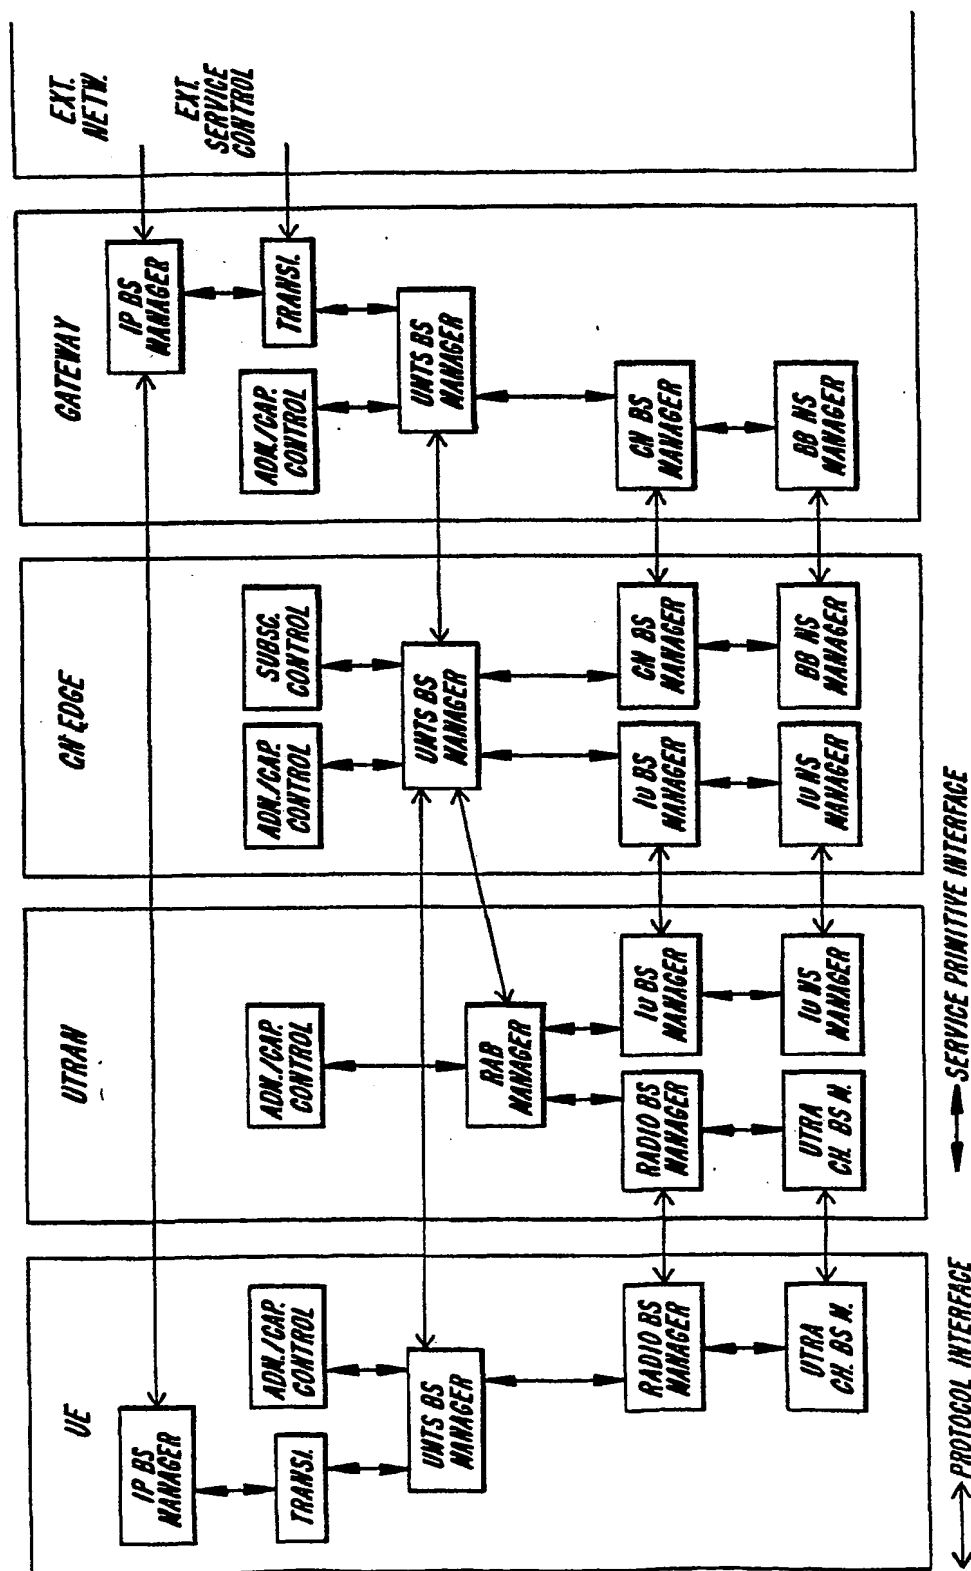 UE
IP BS
MANAGER
TRANSL.
ADM./CAP.
CONTROL
UMTS BS
MANAGER
RADIO BS
MANAGER
UTRA
CH. BS M.
UTRAN
ADM./CAP.
CONTROL
RAB
MANAGER
RADIO BS
MANAGER
IU BS
MANAGER
UTRA
CH. BS M.
IU NS
MANAGER
CN EDGE
ADM./CAP.
CONTROL
SUBSC.
CONTROL
UMTS BS
MANAGER
IU BS
MANAGER
CN BS
MANAGER
IU NS
MANAGER
BB NS
MANAGER
GATEWAY
IP BS
MANAGER
ADM./CAP.
CONTROL
TRANSL.
UMTS BS
MANAGER
CN BS
MANAGER
BB NS
MANAGER
EXT.
NETW.
EXT.
SERVICE
CONTROL
PROTOCOL INTERFACE
SERVICE PRIMITIVE INTERFACE